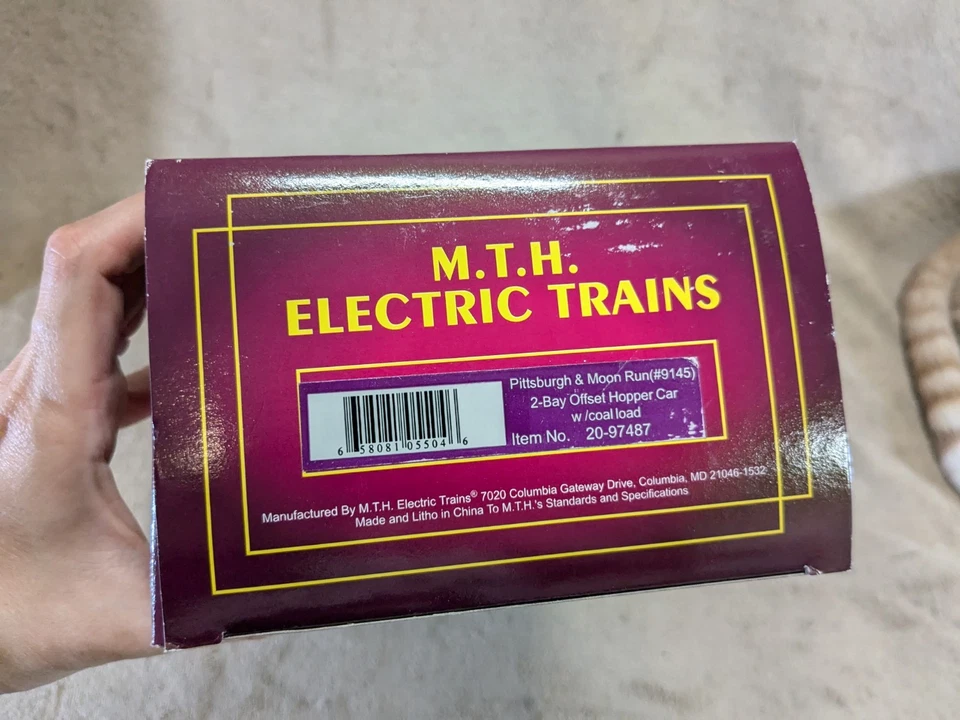 M.T.H.
ELECTRIC TRAINS
Pittsburgh & Moon Run(#9145)
2-Bay Offset Hopper Car
w/coal load
Item No. 20-97487
6 58081 05504 6
Manufactured By M.T.H. Electric Trains® 7020 Columbia Gateway Drive, Columbia, MD 21046-1532
Made and Litho in China To M.T.H.'s Standards and Specifications